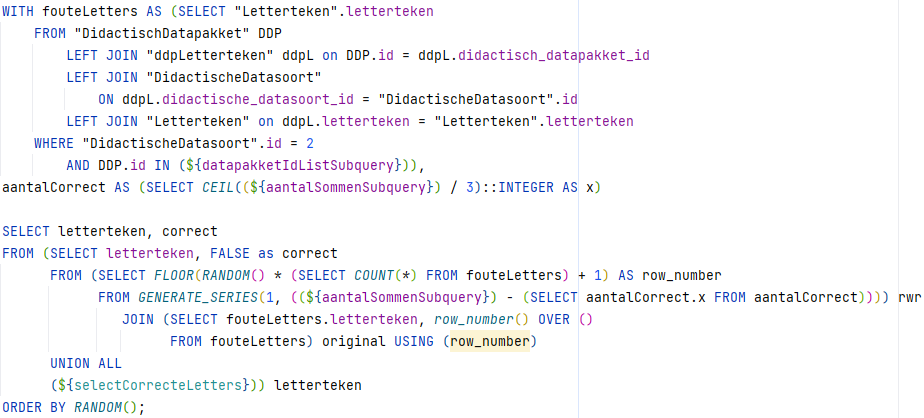 WITH fouteLetters AS (SELECT "Letterteken".letterteken
FROM "DidactischDatapakket" DDP
LEFT JOIN "ddpLetterteken" ddpL on DDP.id = ddpL.didactisch_datapakket_id
LEFT JOIN "DidactischeDatasoort"
ON ddpL.didactische_datasoort_id = "DidactischeDatasoort".id
LEFT JOIN "Letterteken" on ddpL.letterteken = "Letterteken".letterteken
WHERE "DidactischeDatasoort".id = 2
AND DDP.id IN (${datapakketIdListSubquery})),
aantalCorrect AS (SELECT CEIL((${aantalSommenSubquery}) / 3)::INTEGER AS x)
SELECT letterteken, correct
FROM (SELECT letterteken, FALSE as correct
FROM (SELECT FLOOR(RANDOM() * (SELECT COUNT(*) FROM fouteLetters) + 1) AS row_number
FROM GENERATE_SERIES(1, ((${aantalSommenSubquery}) - (SELECT aantalCorrect.x FROM aantalCorrect)))) rwr
JOIN (SELECT fouteLetters.letterteken, row_number() OVER ()
FROM fouteLetters) original USING (row_number)
UNION ALL
(${selectCorrecteLetters})) letterteken
ORDER BY RANDOM();